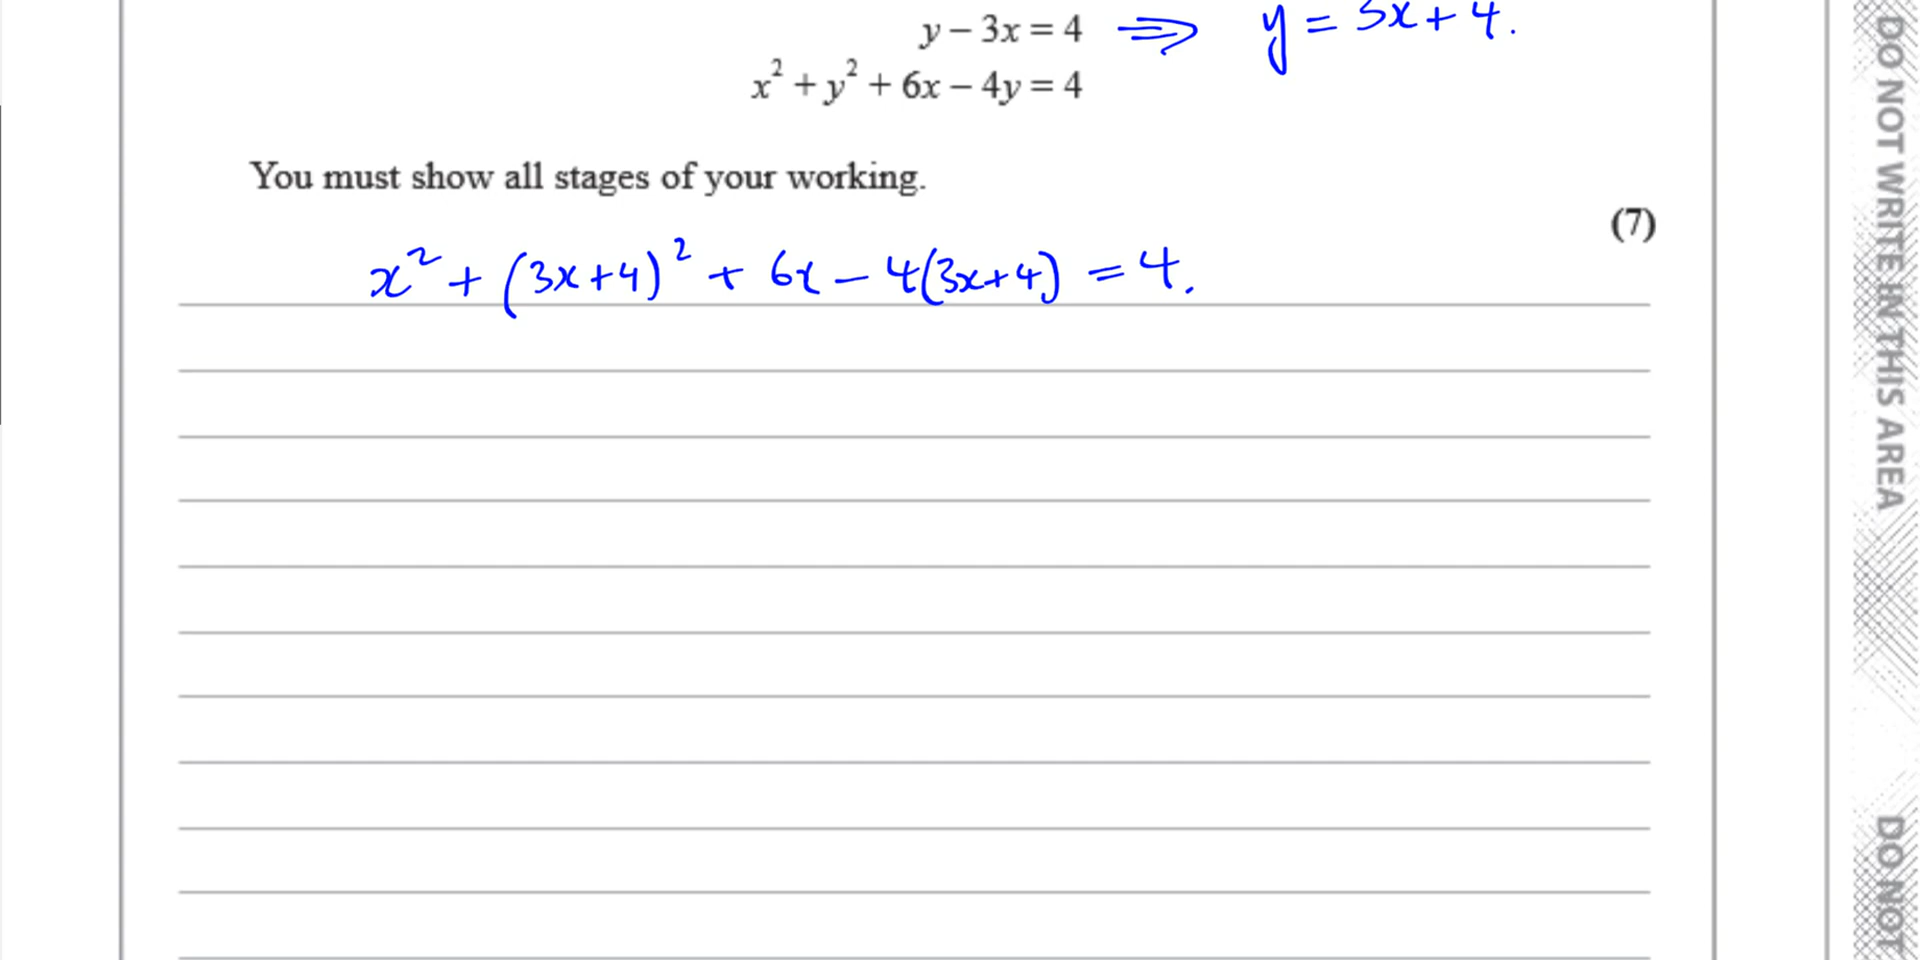 y − 3x = 4 ⇒ y = 3x + 4.
x² + y² + 6x − 4y = 4
You must show all stages of your working.
(7)
x² + (3x+4)² + 6x − 4(3x+4) = 4.
DO NOT WRITE IN THIS AREA
DO NOT